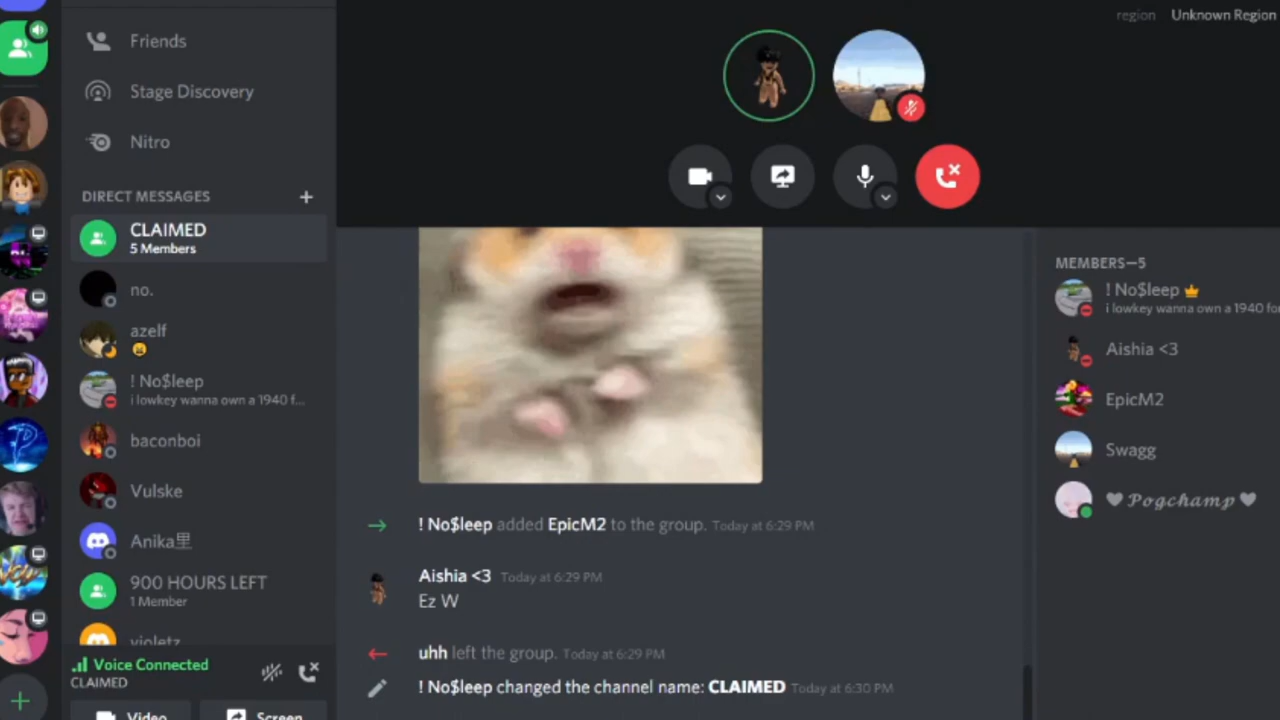 region Unknown Region
Friends
Stage Discovery
Nitro
DIRECT MESSAGES
CLAIMED
5 Members
no.
azelf
! No$leep
i lowkey wanna own a 1940 f...
baconboi
Vulske
Anika里
900 HOURS LEFT
1 Member
violetz
Voice Connected
CLAIMED
Video
Screen
! No$leep added EpicM2 to the group. Today at 6:29 PM
Aishia <3 Today at 6:29 PM
Ez W
uhh left the group. Today at 6:29 PM
! No$leep changed the channel name: CLAIMED Today at 6:30 PM
MEMBERS—5
! No$leep
i lowkey wanna own a 1940 for
Aishia <3
EpicM2
Swagg
♥ 𝓟𝓸𝓰𝓬𝓱𝓪𝓶𝓹 ♥